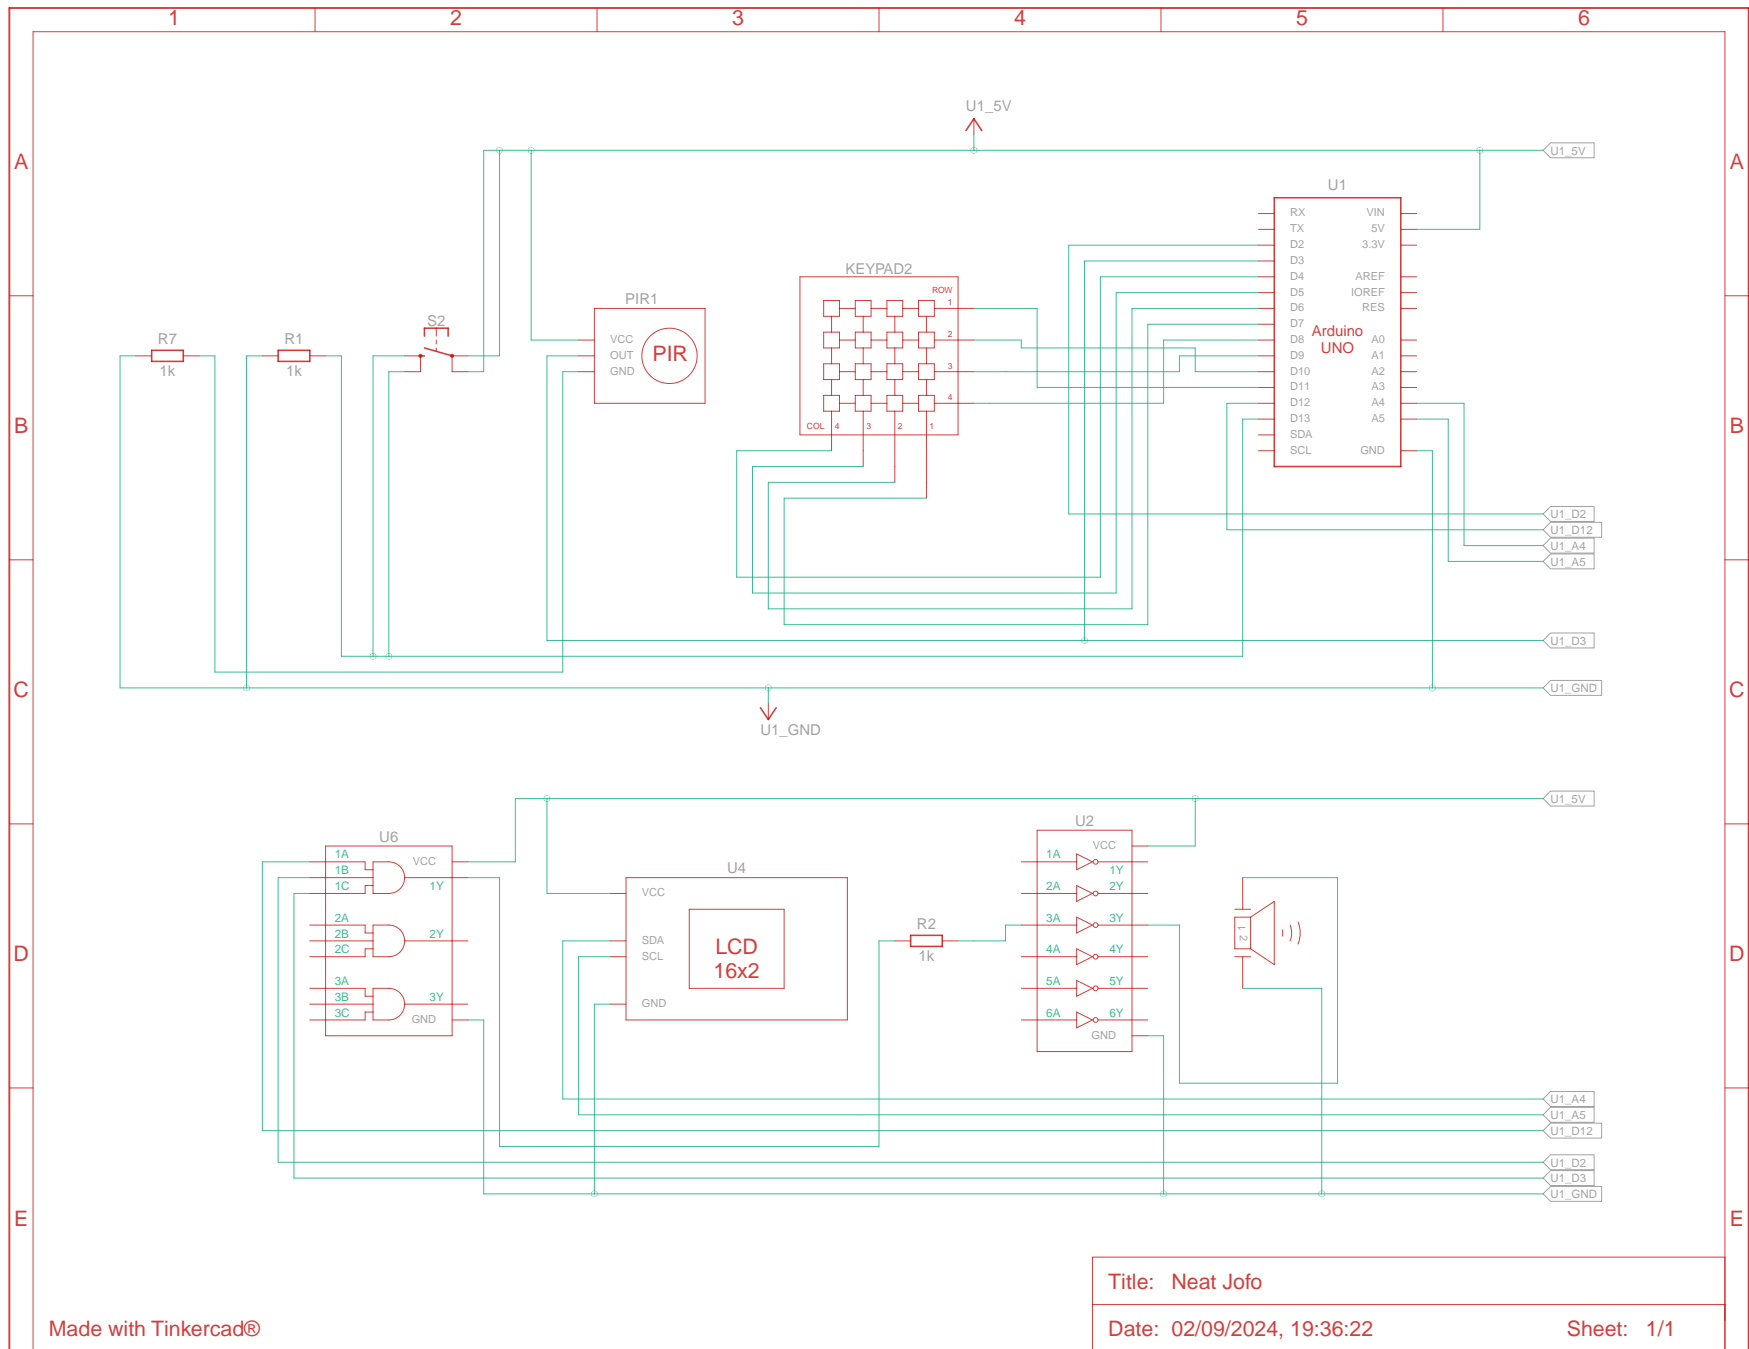 1 2 3 4 5 6
U1_5V
A U1_5V A
U1
RX VIN
TX 5V
D2 3.3V
D3
D4 AREF
D5 IOREF
D6 RES
D7
D8 A0
D9 A1
D10 A2
D11 A3
D12 A4
D13 A5
SDA
SCL GND
Arduino
UNO
KEYPAD2
ROW
1
2
3
4
COL 4 3 2 1
PIR1
VCC
OUT
GND
PIR
S2
R7
1k
R1
1k
B B
U1_D2
U1_D12
U1_A4
U1_A5
U1_D3
C U1_GND C
U1_GND
U1_5V
U6
1A VCC
1B
1C 1Y
2A
2B 2Y
2C
3A
3B 3Y
3C GND
U4
VCC
SDA
SCL
GND
LCD
16x2
R2
1k
U2
VCC
1A 1Y
2A 2Y
3A 3Y
4A 4Y
5A 5Y
6A 6Y
GND
1 2
D D
U1_A4
U1_A5
U1_D12
U1_D2
U1_D3
U1_GND
E E
Title: Neat Jofo
Made with Tinkercad®
Date: 02/09/2024, 19:36:22 Sheet: 1/1